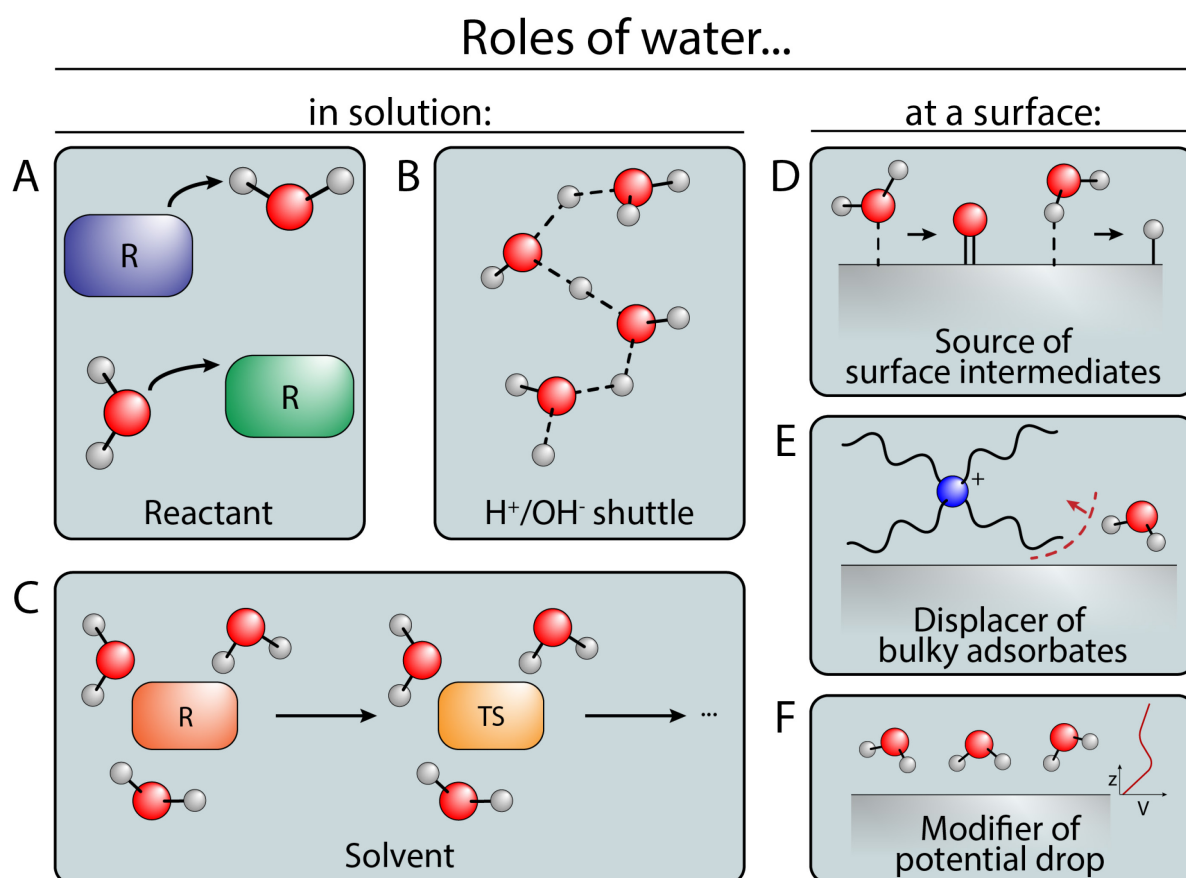 Roles of water...
in solution:
at a surface:
A
R
R
Reactant
B
H⁺/OH⁻ shuttle
C
R
TS
...
Solvent
D
Source of
surface intermediates
E
+
Displacer of
bulky adsorbates
F
z
V
Modifier of
potential drop